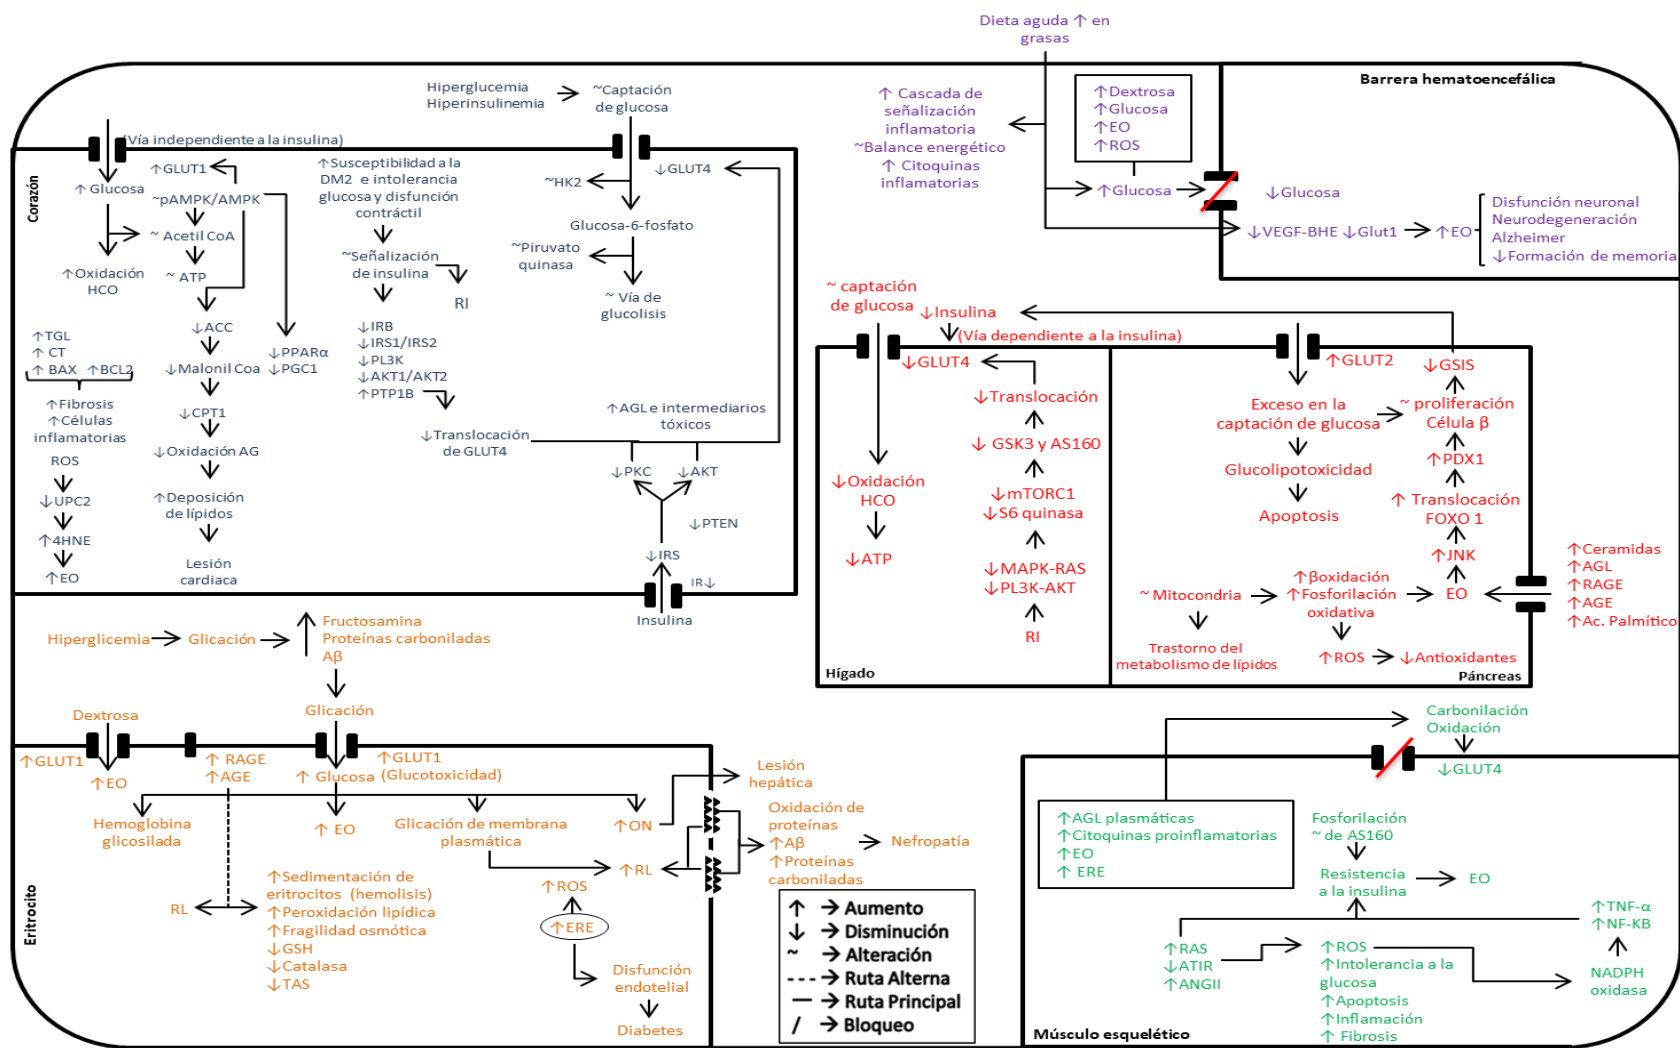 Dieta aguda ↑ en
grasas
Barrera hematoencefálica
↑ Cascada de
señalización
inflamatoria
~Balance energético
↑ Citoquinas
inflamatorias
↑Dextrosa
↑Glucosa
↑EO
↑ROS
↑Glucosa
↓Glucosa
↓VEGF-BHE ↓Glut1
↑EO
Disfunción neuronal
Neurodegeneración
Alzheimer
↓Formación de memoria
Hiperglucemia
Hiperinsulinemia
~Captación
de glucosa
(Vía independiente a la insulina)
Corazón
↑GLUT1
↑ Glucosa
~pAMPK/AMPK
~ Acetil CoA
↑Oxidación
HCO
~ ATP
↓ACC
↓Malonil Coa
↓CPT1
↓Oxidación AG
↑Deposición
de lípidos
Lesión
cardiaca
↓PPARα
↓PGC1
↑TGL
↑ CT
↑ BAX ↑BCL2
↑Fibrosis
↑Células
inflamatorias
ROS
↓UPC2
↑4HNE
↑EO
↑Susceptibilidad a la
DM2 e intolerancia
glucosa y disfunción
contráctil
~Señalización
de insulina
RI
↓IRB
↓IRS1/IRS2
↓PL3K
↓AKT1/AKT2
↑PTP1B
↓Translocación
de GLUT4
↓GLUT4
~HK2
Glucosa-6-fosfato
~Piruvato
quinasa
~ Vía de
glucolisis
↑AGL e intermediarios
tóxicos
↓PKC
↓AKT
↓PTEN
↓IRS
IR↓
Insulina
~ captación
de glucosa
↓Insulina
(Vía dependiente a la insulina)
↓GLUT4
↓Translocación
↓ GSK3 y AS160
↓mTORC1
↓S6 quinasa
↓MAPK-RAS
↓PL3K-AKT
RI
↓Oxidación
HCO
↓ATP
Hígado
↑GLUT2
↓GSIS
Exceso en la
captación de glucosa
~ proliferación
Célula β
Glucolipotoxicidad
Apoptosis
↑PDX1
↑ Translocación
FOXO 1
↑JNK
EO
~ Mitocondria
↑βoxidación
↑Fosforilación
oxidativa
Trastorno del
metabolismo de lípidos
↑ROS
↓Antioxidantes
Páncreas
↑Ceramidas
↑AGL
↑RAGE
↑AGE
↑Ac. Palmítico
Hiperglicemia
Glicación
Fructosamina
Proteínas carboniladas
Aβ
Glicación
Dextrosa
↑GLUT1
↑EO
↑ RAGE
↑AGE
↑ Glucosa
↑GLUT1
(Glucotoxicidad)
Hemoglobina
glicosilada
↑ EO
Glicación de membrana
plasmática
↑ON
↑RL
Lesión
hepática
Oxidación de
proteínas
↑Aβ
↑Proteínas
carboniladas
Nefropatía
RL
↑Sedimentación de
eritrocitos (hemolisis)
↑Peroxidación lipídica
↑Fragilidad osmótica
↓GSH
↓Catalasa
↓TAS
↑ROS
↑ERE
Disfunción
endotelial
Diabetes
Eritrocito
↑ → Aumento
↓ → Disminución
~ → Alteración
---- → Ruta Alterna
— → Ruta Principal
/ → Bloqueo
Carbonilación
Oxidación
↓GLUT4
↑AGL plasmáticas
↑Citoquinas proinflamatorias
↑EO
↑ ERE
Fosforilación
~ de AS160
Resistencia
a la insulina
EO
↑TNF-α
↑NF-KB
↑RAS
↓ATIR
↑ANGII
↑ROS
↑Intolerancia a la
glucosa
↑Apoptosis
↑Inflamación
↑ Fibrosis
NADPH
oxidasa
Músculo esquelético